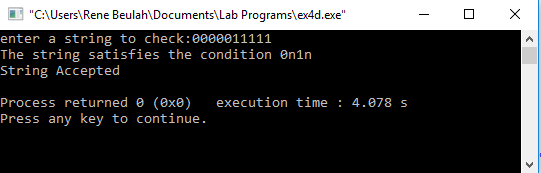 "C:\Users\Rene Beulah\Documents\Lab Programs\ex4d.exe"
enter a string to check:0000011111
The string satisfies the condition 0n1n
String Accepted
Process returned 0 (0x0)   execution time : 4.078 s
Press any key to continue.